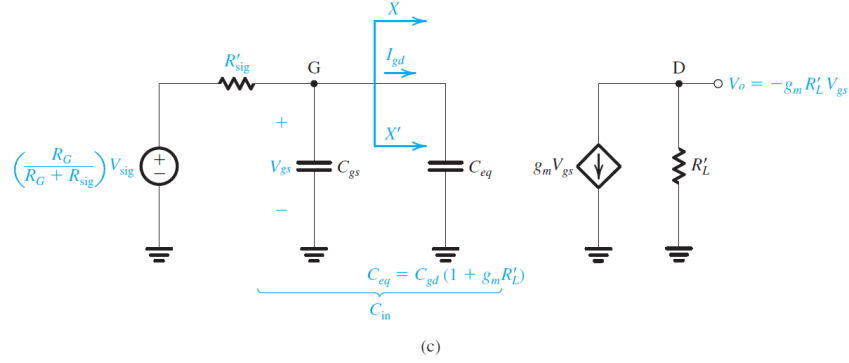 X
R′sig
G
Igd
D
Vo = −gm R′L Vgs
+
X′
(RG / (RG + Rsig)) Vsig
+
−
Vgs
Cgs
Ceq
gmVgs
R′L
−
Ceq = Cgd (1 + gmR′L)
Cin
(c)